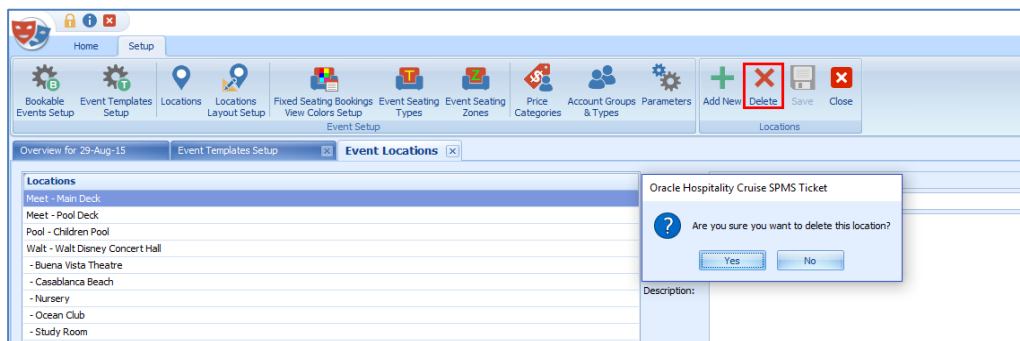 Home Setup
Bookable Events Setup
Event Templates Setup
Locations
Locations Layout Setup
Fixed Seating Bookings View Colors Setup
Event Seating Types
Event Seating Zones
Price Categories
Account Groups & Types
Parameters
Add New
Delete
Save
Close
Event Setup
Locations
Overview for 29-Aug-15
Event Templates Setup
Event Locations
Locations
Meet - Main Deck
Meet - Pool Deck
Pool - Children Pool
Walt - Walt Disney Concert Hall
- Buena Vista Theatre
- Casablanca Beach
- Nursery
- Ocean Club
- Study Room
Oracle Hospitality Cruise SPMS Ticket
Are you sure you want to delete this location?
Yes No
Description: